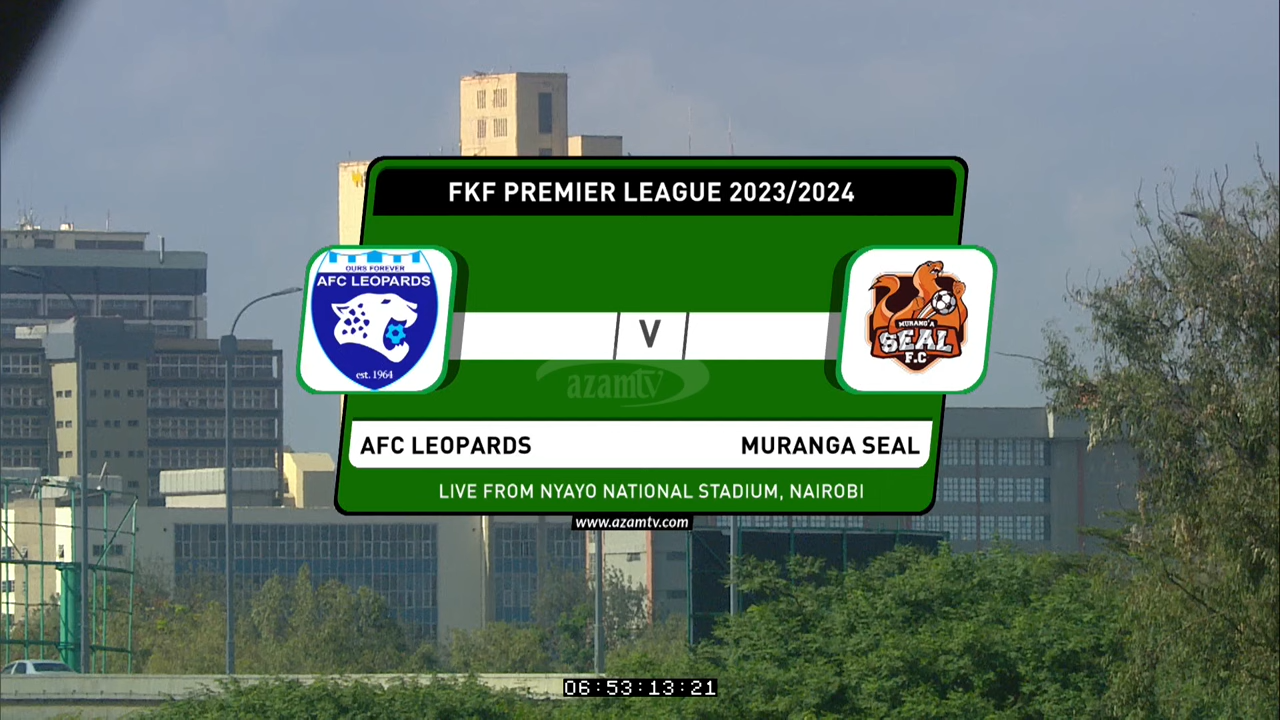 FKF PREMIER LEAGUE 2023/2024
OURS FOREVER
AFC LEOPARDS
est. 1964
V
MURANG'A
SEAL
F.C
azamtv
AFC LEOPARDS
MURANGA SEAL
LIVE FROM NYAYO NATIONAL STADIUM, NAIROBI
www.azamtv.com
06:53:13:21